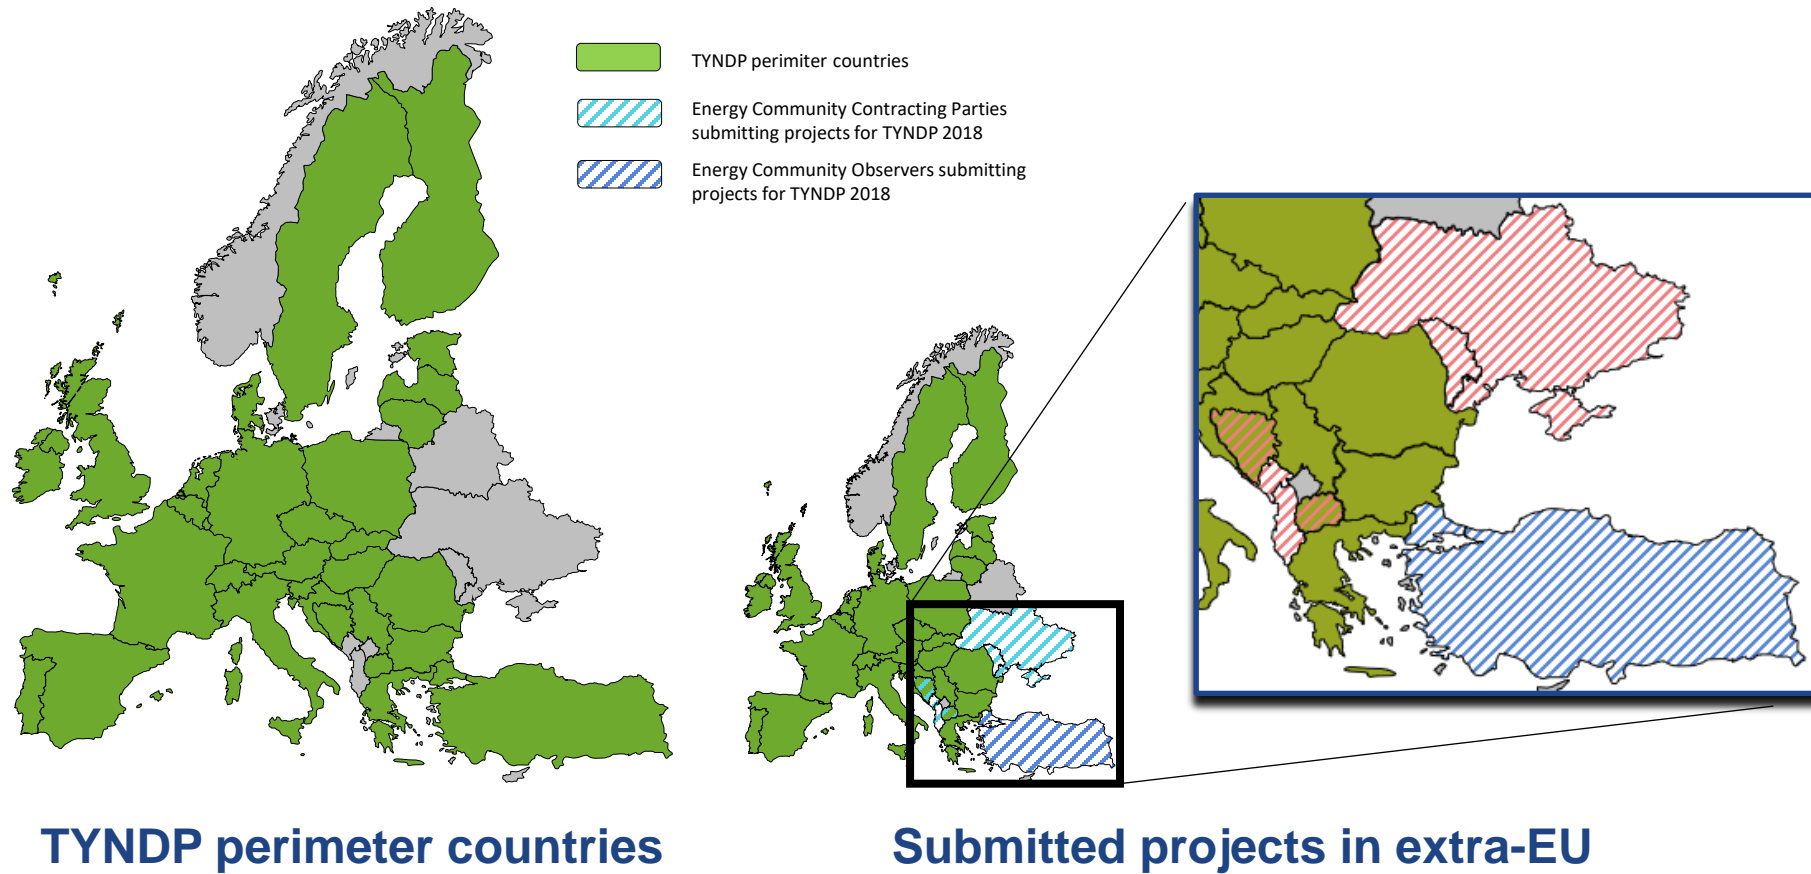 TYNDP perimiter countries
Energy Community Contracting Parties
submitting projects for TYNDP 2018
Energy Community Observers submitting
projects for TYNDP 2018
TYNDP perimeter countries
Submitted projects in extra-EU